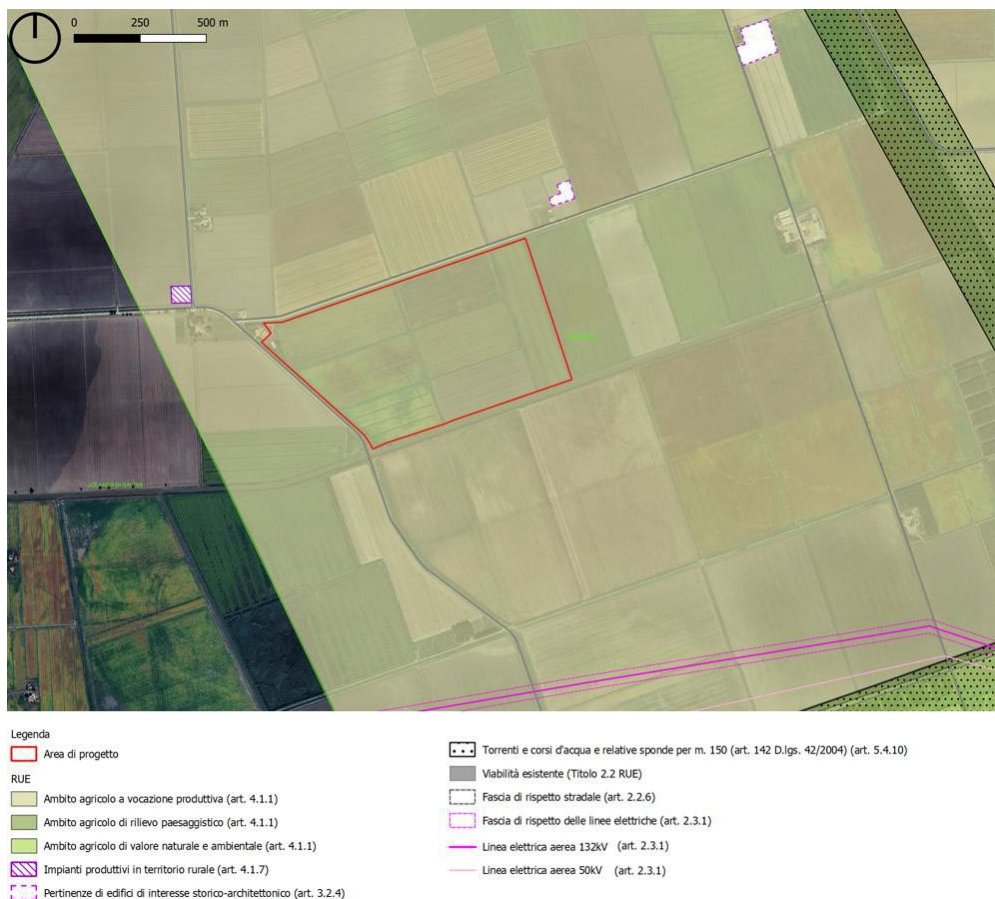 0 250 500 m
Legenda
Area di progetto
RUE
Ambito agricolo a vocazione produttiva (art. 4.1.1)
Ambito agricolo di rilievo paesaggistico (art. 4.1.1)
Ambito agricolo di valore naturale e ambientale (art. 4.1.1)
Impianti produttivi in territorio rurale (art. 4.1.7)
Pertinenze di edifici di interesse storico-architettonico (art. 3.2.4)
Torrenti e corsi d'acqua e relative sponde per m. 150 (art. 142 D.lgs. 42/2004) (art. 5.4.10)
Viabilità esistente (Titolo 2.2 RUE)
Fascia di rispetto stradale (art. 2.2.6)
Fascia di rispetto delle linee elettriche (art. 2.3.1)
Linea elettrica aerea 132kV (art. 2.3.1)
Linea elettrica aerea 50kV (art. 2.3.1)